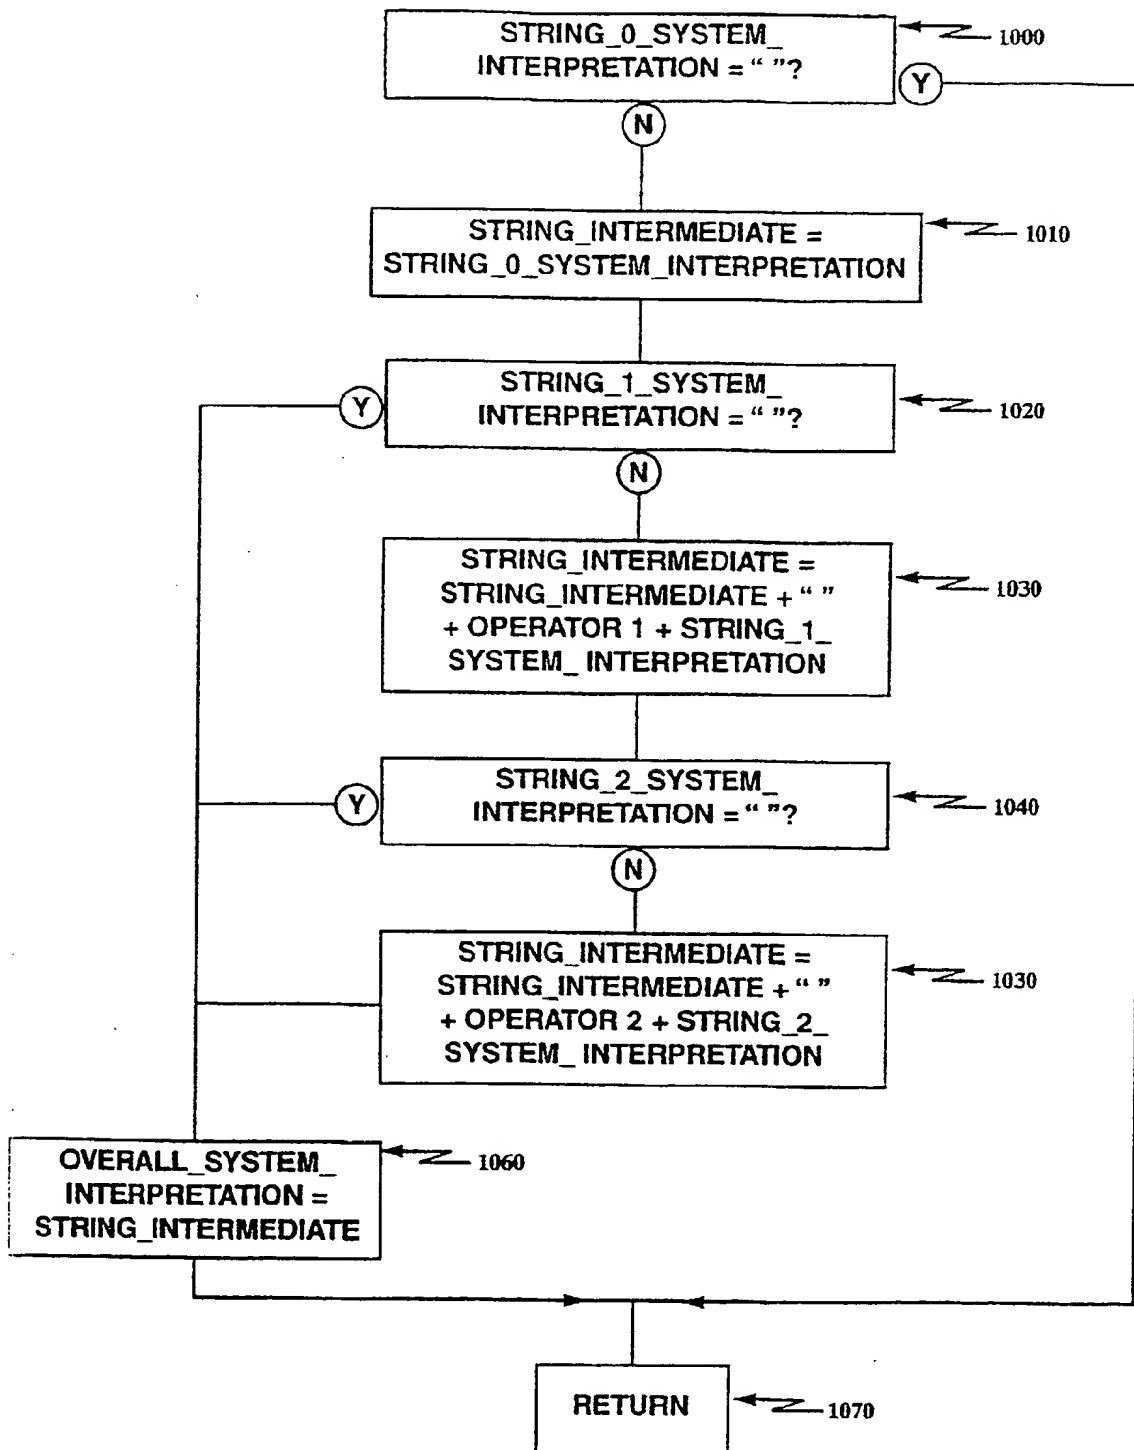 STRING_0_SYSTEM_
INTERPRETATION = “ ”?
1000
Y
N
STRING_INTERMEDIATE =
STRING_0_SYSTEM_INTERPRETATION
1010
STRING_1_SYSTEM_
INTERPRETATION = “ ”?
1020
Y
N
STRING_INTERMEDIATE =
STRING_INTERMEDIATE + “ ”
+ OPERATOR 1 + STRING_1_
SYSTEM_ INTERPRETATION
1030
STRING_2_SYSTEM_
INTERPRETATION = “ ”?
1040
Y
N
STRING_INTERMEDIATE =
STRING_INTERMEDIATE + “ ”
+ OPERATOR 2 + STRING_2_
SYSTEM_ INTERPRETATION
1030
OVERALL_SYSTEM_
INTERPRETATION =
STRING_INTERMEDIATE
1060
RETURN
1070